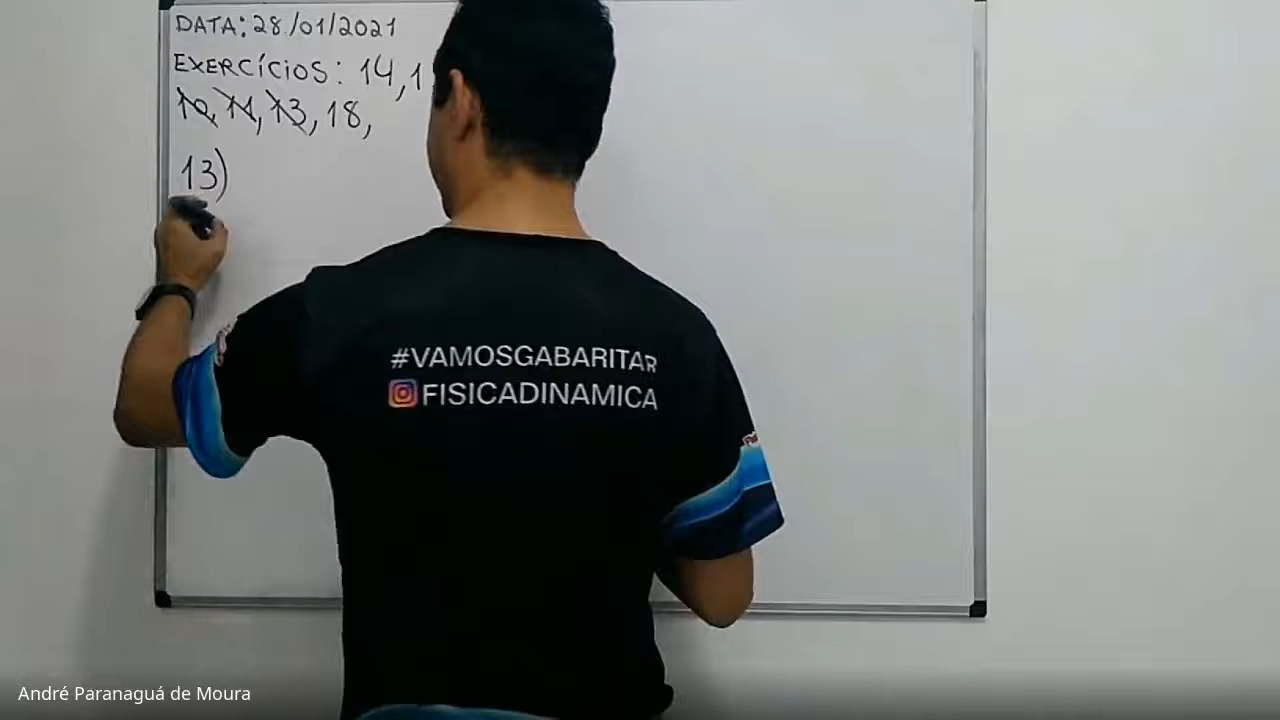 DATA: 28/01/2021
EXERCÍCIOS: 14, 1
10, 11, 13, 18,
13)
#VAMOSGABARITAR
FISICADINAMICA
André Paranaguá de Moura